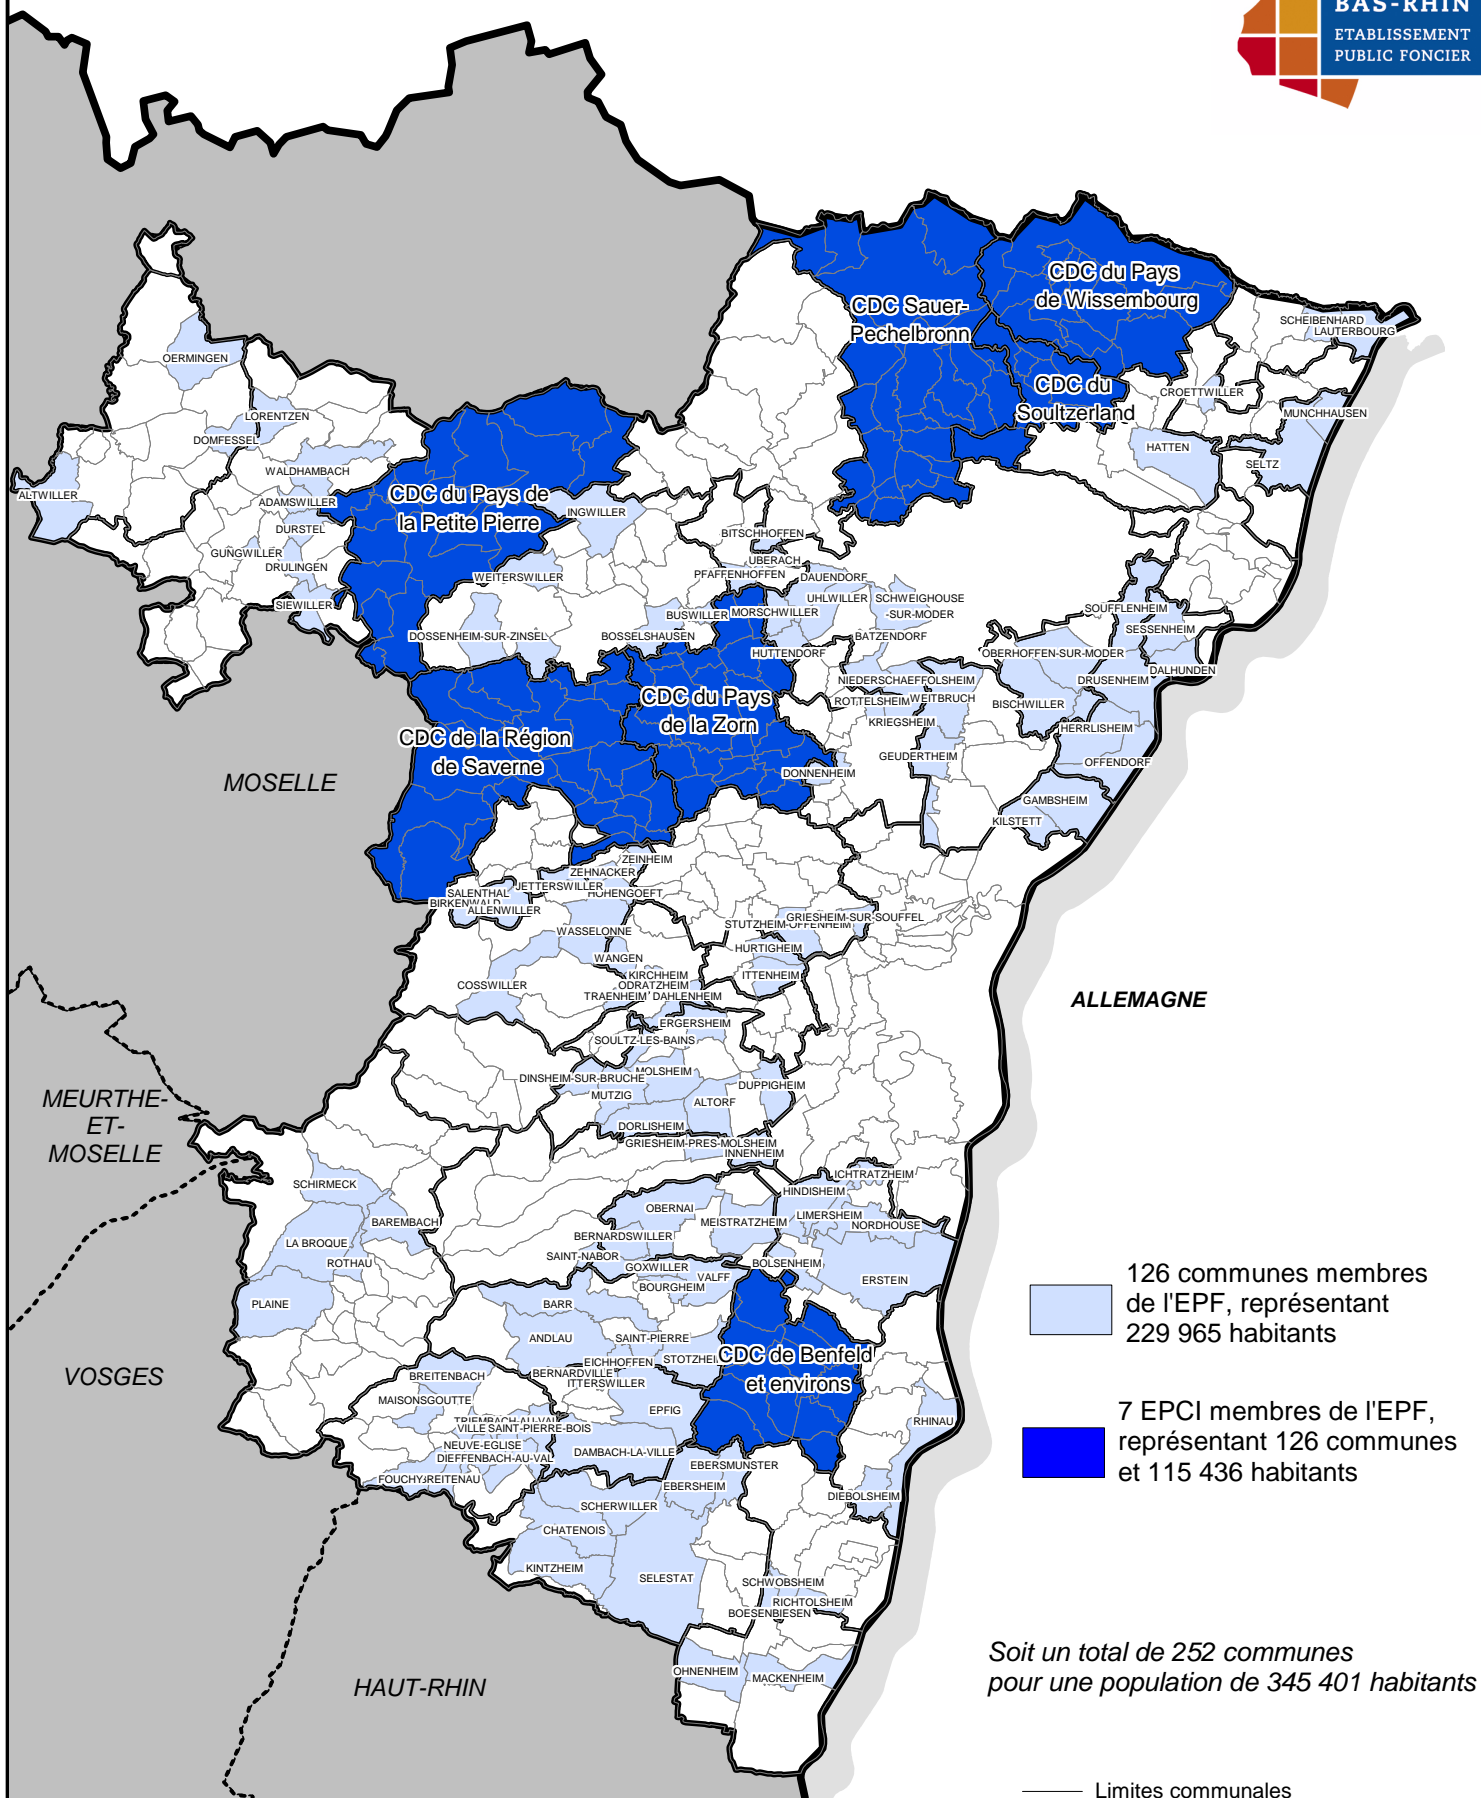 BAS-RHIN
ETABLISSEMENT
PUBLIC FONCIER
CDC du Pays
de Wissembourg
CDC Sauer-
Pechelbronn
SCHEIBENHARD
LAUTERBOURG
OERMINGEN
CDC du
Soultzerland
CROETTWILLER
LORENTZEN
MUNCHHAUSEN
DOMFESSEL
HATTEN
WALDHAMBACH
SELTZ
ALTWILLER
CDC du Pays de
la Petite Pierre
ADAMSWILLER
INGWILLER
DURSTEL
BITSCHHOFFEN
GUNGWILLER
DRULINGEN
UBERACH
PFAFFENHOFFEN
DAUENDORF
WEITERSWILLER
UHLWILLER
SCHWEIGHOUSE
-SUR-MODER
SIEWILLER
BUSWILLER
MORSCHWILLER
SOUFFLENHEIM
SESSENHEIM
DOSSENHEIM-SUR-ZINSEL
BOSSELSHAUSEN
BATZENDORF
HUTTENDORF
OBERHOFFEN-SUR-MODER
DALHUNDEN
NIEDERSCHAEFFOLSHEIM
DRUSENHEIM
CDC du Pays
de la Zorn
ROTTELSHEIM
WEITBRUCH
BISCHWILLER
KRIEGSHEIM
HERRLISHEIM
CDC de la Région
de Saverne
GEUDERTHEIM
OFFENDORF
DONNENHEIM
MOSELLE
GAMBSHEIM
KILSTETT
ZEINHEIM
ZEHNACKER
JETTERSWILLER
HOHENGOEFT
SALENTHAL
BIRKENWALD
ALLENWILLER
GRIESHEIM-SUR-SOUFFEL
STUTZHEIM-OFFENHEIM
WASSELONNE
HURTIGHEIM
WANGEN
ITTENHEIM
KIRCHHEIM
ODRATZHEIM
COSSWILLER
TRAENHEIM
DAHLENHEIM
ALLEMAGNE
ERGERSHEIM
SOULTZ-LES-BAINS
MOLSHEIM
DINSHEIM-SUR-BRUCHE
DUPPIGHEIM
MUTZIG
ALTORF
MEURTHE-
ET-
MOSELLE
DORLISHEIM
GRIESHEIM-PRES-MOLSHEIM
INNENHEIM
ICHTRATZHEIM
SCHIRMECK
HINDISHEIM
OBERNAI
LIMERSHEIM
BAREMBACH
MEISTRATZHEIM
NORDHOUSE
LA BROQUE
BERNARDSWILLER
SAINT-NABOR
ROTHAU
GOXWILLER
BOLSENHEIM
VALFF
ERSTEIN
BOURGHEIM
PLAINE
BARR
126 communes membres
de l'EPF, représentant
229 965 habitants
ANDLAU
SAINT-PIERRE
VOSGES
EICHHOFFEN
STOTZHEIM
CDC de Benfeld
et environs
BREITENBACH
BERNARDVILLE
ITTERSWILLER
MAISONSGOUTTE
EPFIG
RHINAU
7 EPCI membres de l'EPF,
représentant 126 communes
et 115 436 habitants
TRIEMBACH-AU-VAL
VILLE
SAINT-PIERRE-BOIS
NEUVE-EGLISE
DIEFFENBACH-AU-VAL
DAMBACH-LA-VILLE
EBERSMUNSTER
FOUCHY
BREITENAU
EBERSHEIM
DIEBOLSHEIM
SCHERWILLER
CHATENOIS
KINTZHEIM
SELESTAT
SCHWOBSHEIM
RICHTOLSHEIM
BOESENBIESEN
Soit un total de 252 communes
pour une population de 345 401 habitants
OHNENHEIM
MACKENHEIM
HAUT-RHIN
Limites communales